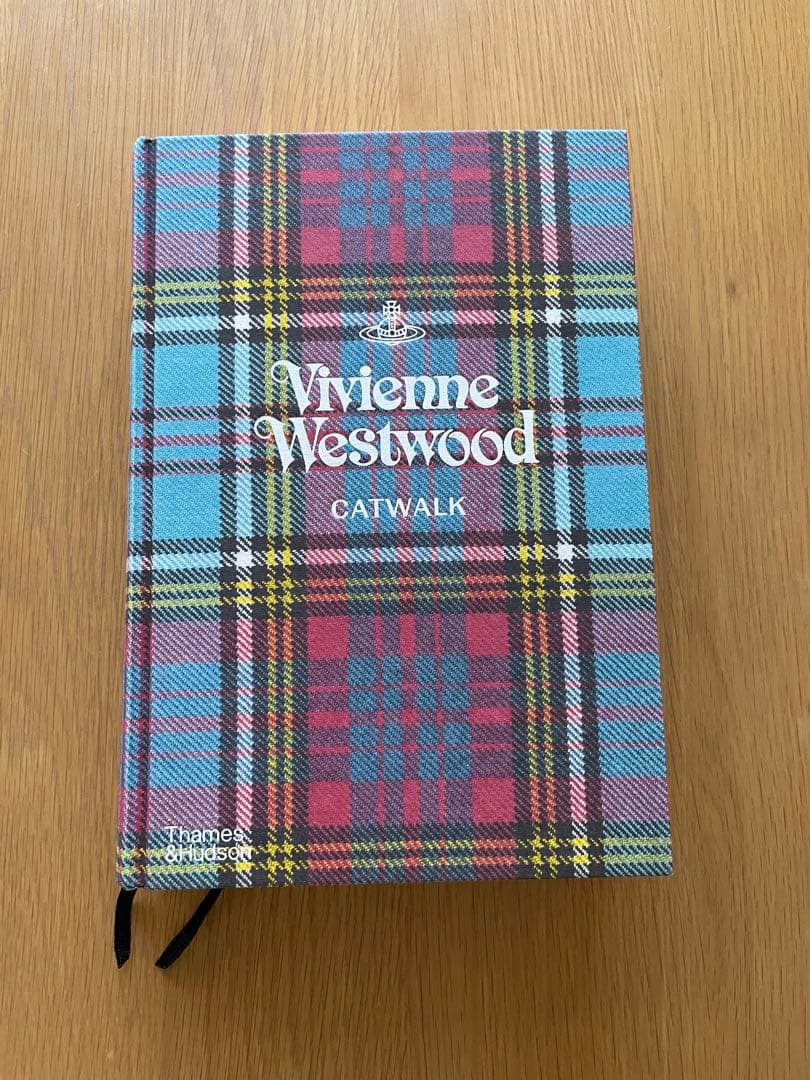 Vivienne
Westwood
CATWALK
Thames
&Hudson